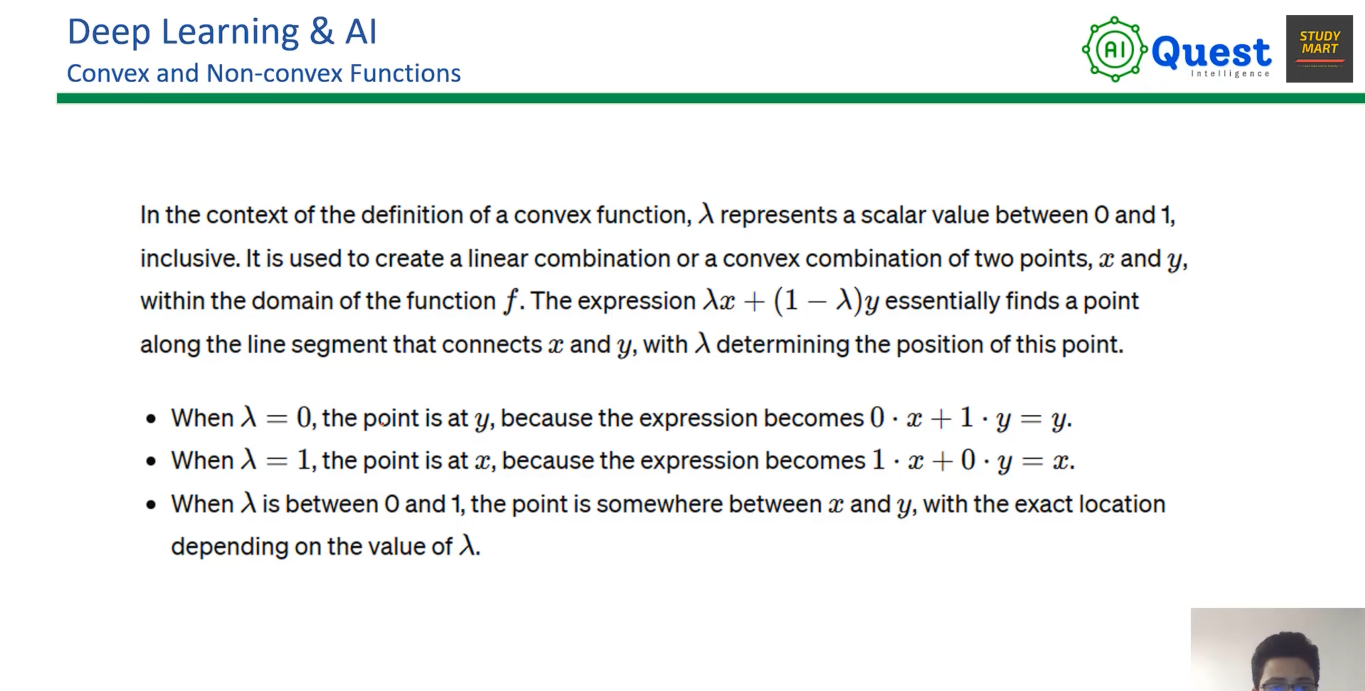 Deep Learning & AI
Convex and Non-convex Functions
AI Quest
Intelligence
STUDY
MART
In the context of the definition of a convex function, λ represents a scalar value between 0 and 1,
inclusive. It is used to create a linear combination or a convex combination of two points, x and y,
within the domain of the function f. The expression λx + (1 − λ)y essentially finds a point
along the line segment that connects x and y, with λ determining the position of this point.
• When λ = 0, the point is at y, because the expression becomes 0 · x + 1 · y = y.
• When λ = 1, the point is at x, because the expression becomes 1 · x + 0 · y = x.
• When λ is between 0 and 1, the point is somewhere between x and y, with the exact location
depending on the value of λ.